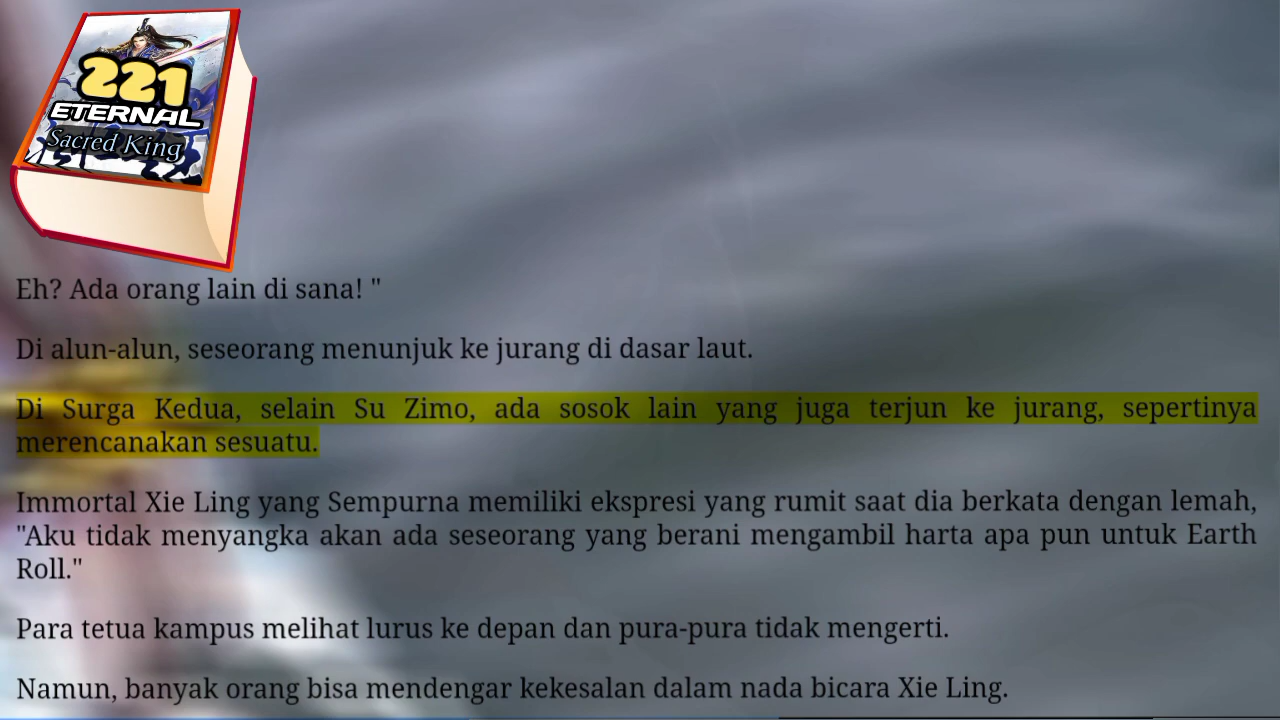 221
ETERNAL
Sacred King
Eh? Ada orang lain di sana! "
Di alun-alun, seseorang menunjuk ke jurang di dasar laut.
Di Surga Kedua, selain Su Zimo, ada sosok lain yang juga terjun ke jurang, sepertinya
merencanakan sesuatu.
Immortal Xie Ling yang Sempurna memiliki ekspresi yang rumit saat dia berkata dengan lemah,
"Aku tidak menyangka akan ada seseorang yang berani mengambil harta apa pun untuk Earth
Roll."
Para tetua kampus melihat lurus ke depan dan pura-pura tidak mengerti.
Namun, banyak orang bisa mendengar kekesalan dalam nada bicara Xie Ling.